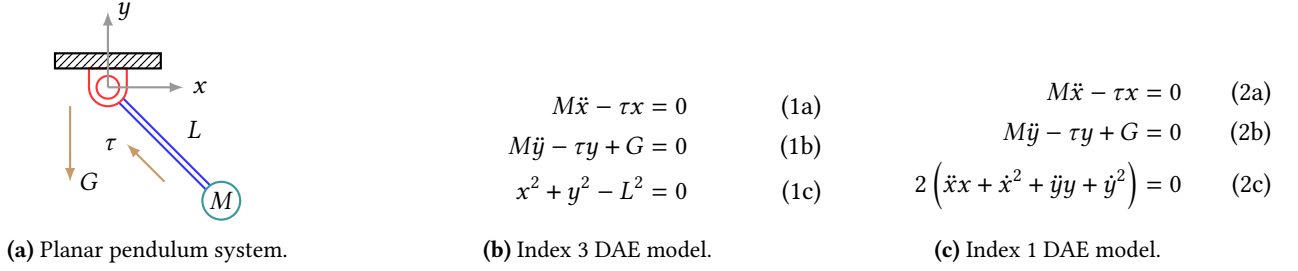 y
x
L
τ
G
M
(a) Planar pendulum system.
Mẍ − τx = 0 (1a)
Mÿ − τy + G = 0 (1b)
x² + y² − L² = 0 (1c)
(b) Index 3 DAE model.
Mẍ − τx = 0 (2a)
Mÿ − τy + G = 0 (2b)
2 (ẍx + ẋ² + ÿy + ẏ²) = 0 (2c)
(c) Index 1 DAE model.